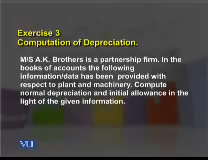 Exercise 3
Computation of Depreciation.
M/S A.K. Brothers is a partnership firm. In the
books of accounts the following
information/data has been provided with
respect to plant and machinery. Compute
normal depreciation and initial allowance in the
light of the given information.
VU